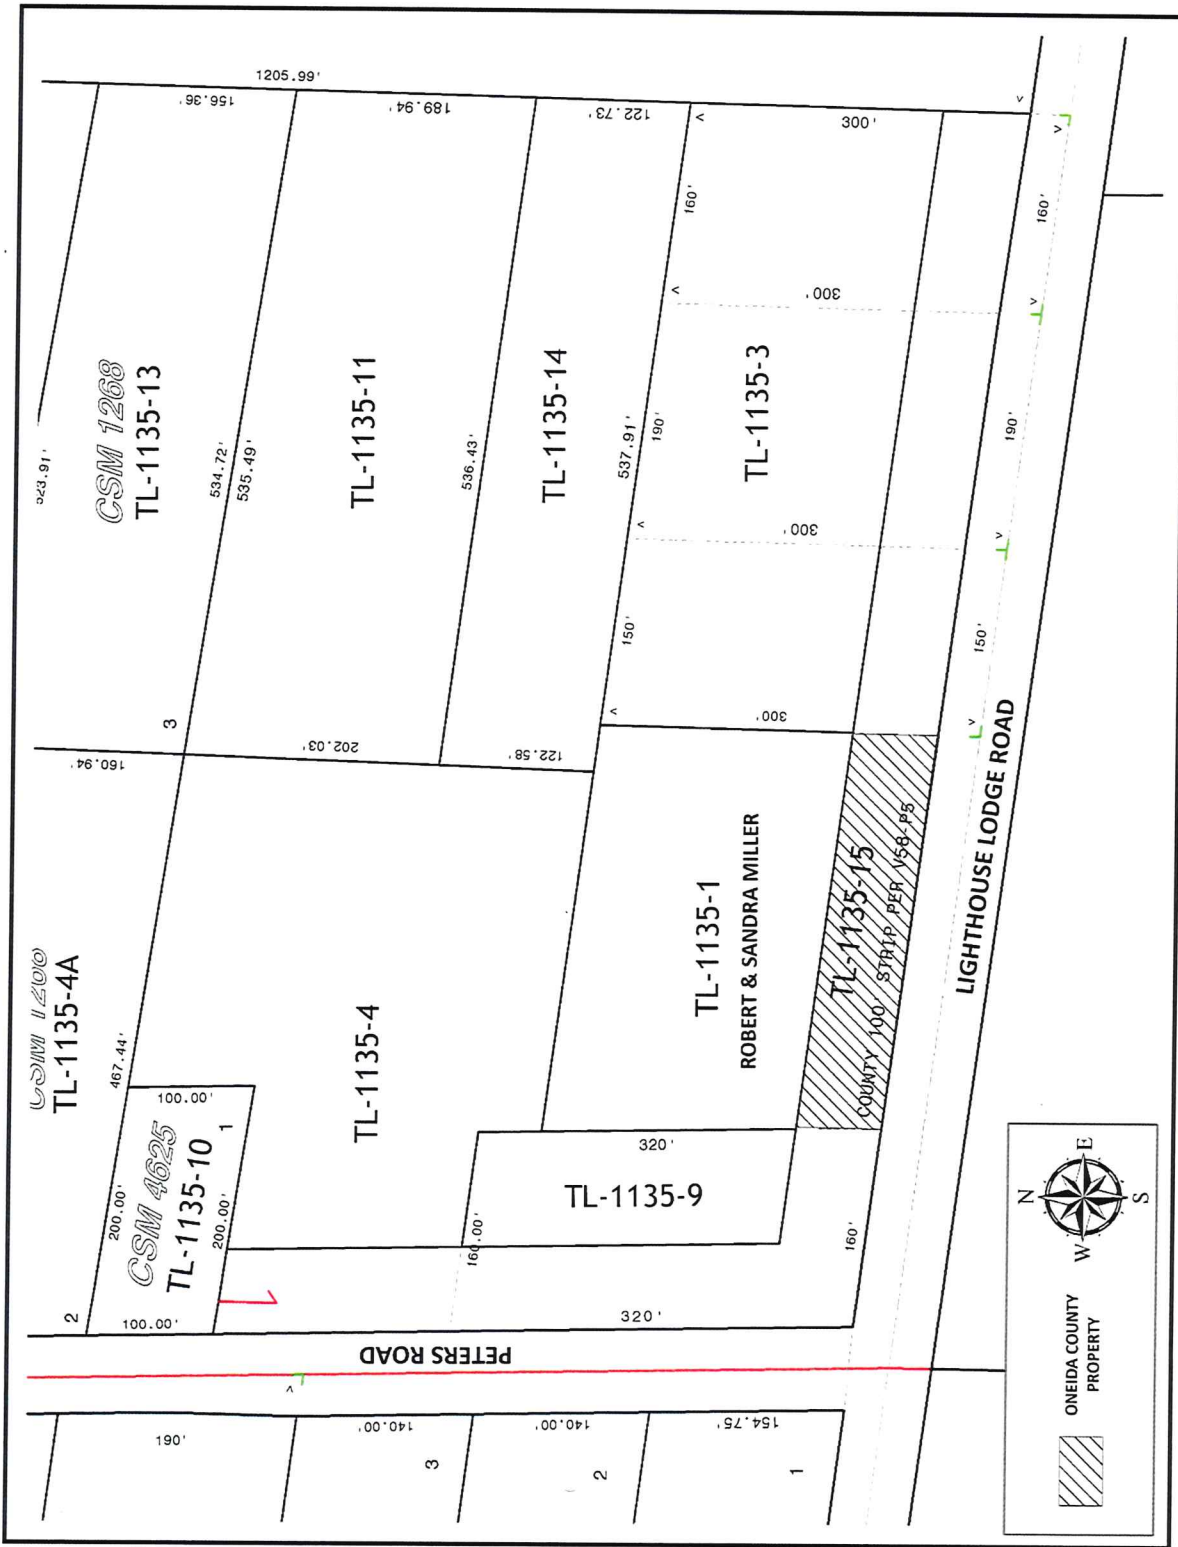 1205.99'
156.36'
189.94'
122.73'
300'
160'
160'
523.91'
CSM 1268
TL-1135-13
534.72'
535.49'
TL-1135-11
536.43'
TL-1135-14
537.91'
190'
300'
TL-1135-3
190'
300'
150'
150'
3
160.94'
202.03'
122.58'
300'
TL-1135-4A
467.44'
TL-1135-4
TL-1135-1
ROBERT & SANDRA MILLER
TL-1135-15
COUNTY 100' STRIP PER V58-P5
LIGHTHOUSE LODGE ROAD
100.00'
1
CSM 4625
TL-1135-10
200.00'
200.00'
2
100.00'
1
320'
TL-1135-9
160.00'
160'
320'
PETERS ROAD
190'
140.00'
140.00'
154.75'
3
2
1
N
W
E
S
ONEIDA COUNTY
PROPERTY